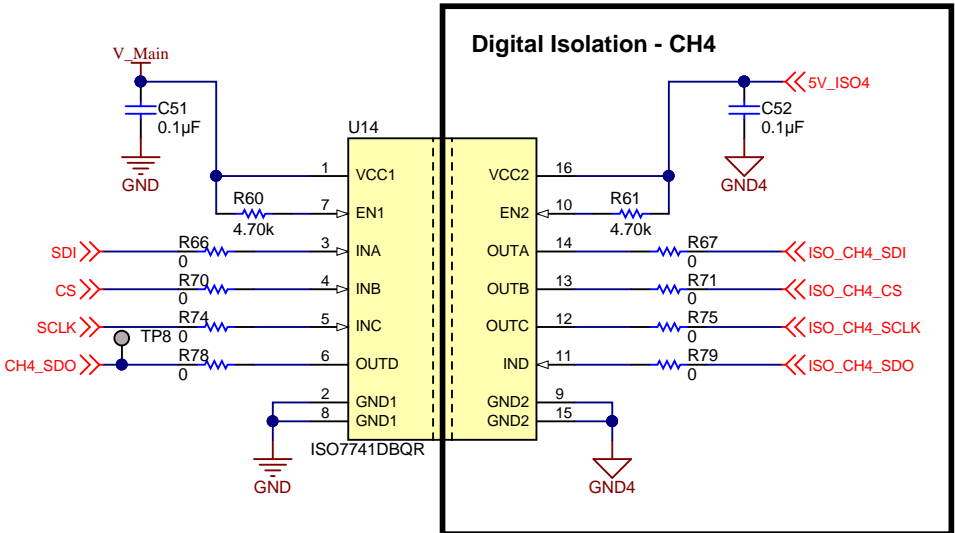 Digital Isolation - CH4
V_Main
5V_ISO4
C51
0.1µF
C52
0.1µF
GND
GND4
U14
1
VCC1
VCC2
16
R60
4.70k
7
EN1
EN2
10
R61
4.70k
SDI
R66
0
3
INA
OUTA
14
R67
0
ISO_CH4_SDI
CS
R70
0
4
INB
OUTB
13
R71
0
ISO_CH4_CS
SCLK
R74
0
5
INC
OUTC
12
R75
0
ISO_CH4_SCLK
TP8
CH4_SDO
R78
0
6
OUTD
IND
11
R79
0
ISO_CH4_SDO
2
GND1
GND2
9
8
GND1
GND2
15
ISO7741DBQR
GND
GND4